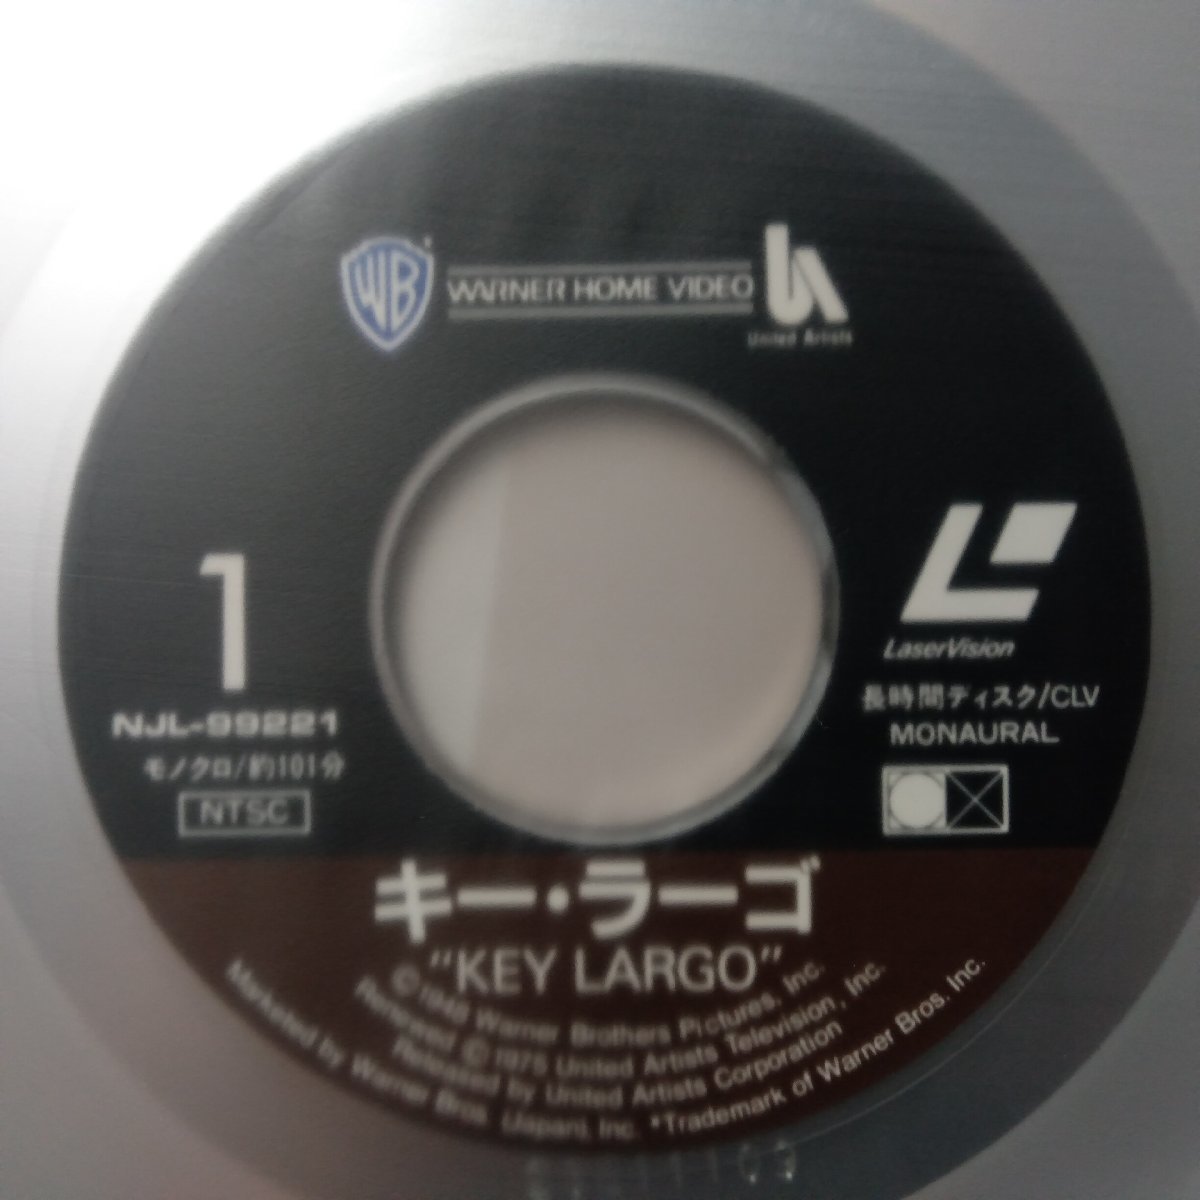 WB
WARNER HOME VIDEO
United Artists
1
NJL-99221
モノクロ/約101分
NTSC
LaserVision
長時間ディスク/CLV
MONAURAL
キー・ラーゴ
"KEY LARGO"
©1948 Warner Brothers Pictures, Inc.
Renewed ©1975 United Artists Television, Inc.
Released by United Artists Corporation
Marketed by Warner Bros. (Japan), Inc. *Trademark of Warner Bros. Inc.